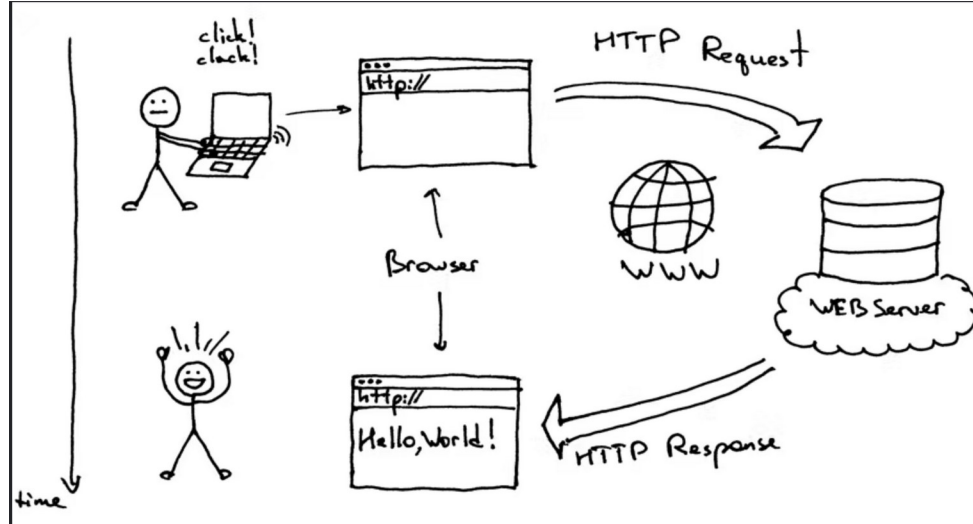 click!
clack!
HTTP Request
http://
Browser
WWW
WEB Server
http://
Hello, World!
HTTP Response
time